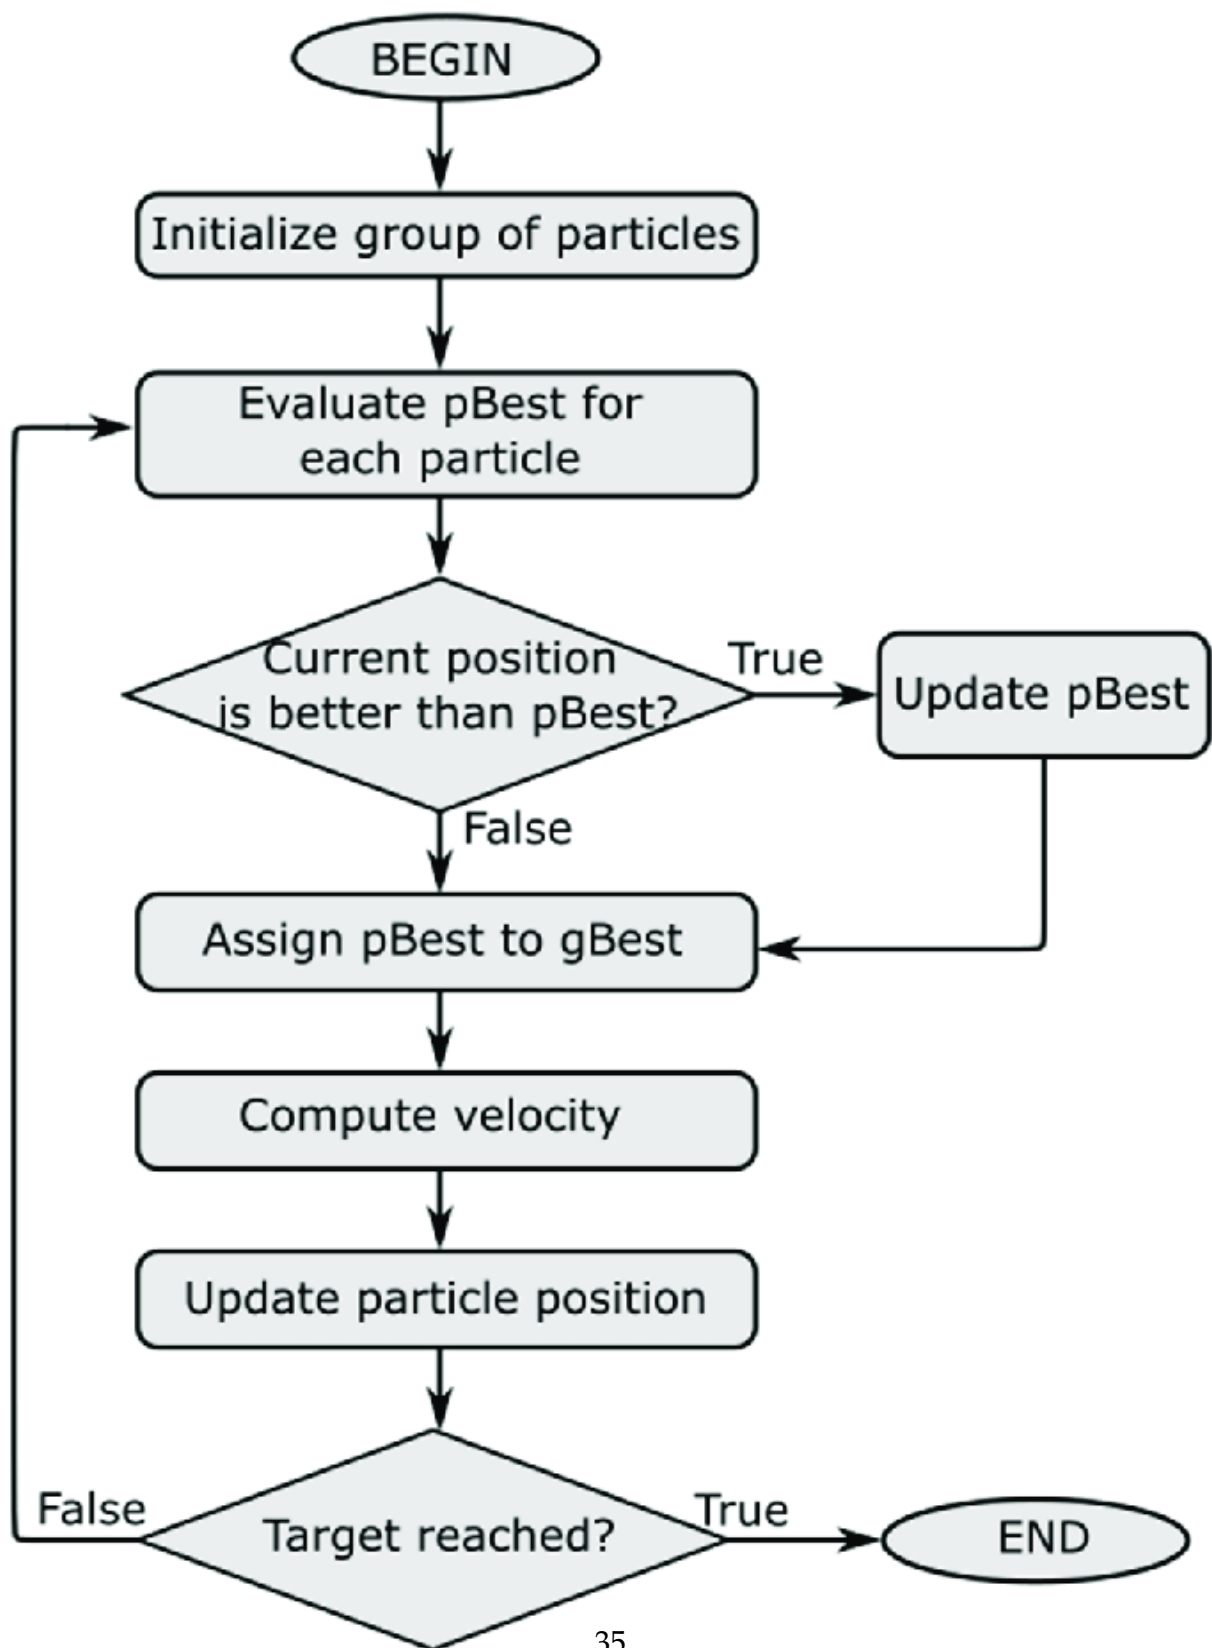 BEGIN
Initialize group of particles
Evaluate pBest for
each particle
Current position
is better than pBest?
True
Update pBest
False
Assign pBest to gBest
Compute velocity
Update particle position
False
Target reached?
True
END
35